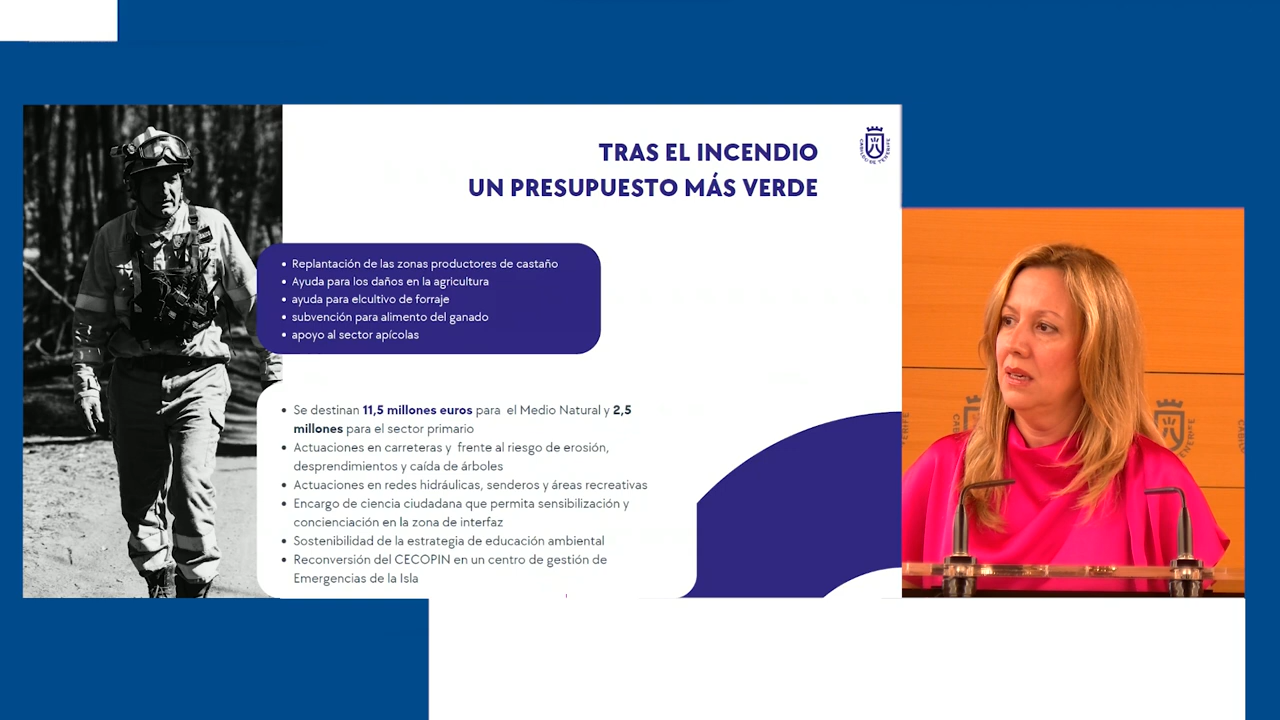 TRAS EL INCENDIO
UN PRESUPUESTO MÁS VERDE
CABILDO DE TENERIFE
• Replantación de las zonas productores de castaño
• Ayuda para los daños en la agricultura
• ayuda para elcultivo de forraje
• subvención para alimento del ganado
• apoyo al sector apícolas
• Se destinan 11,5 millones euros para el Medio Natural y 2,5
millones para el sector primario
• Actuaciones en carreteras y frente al riesgo de erosión,
desprendimientos y caída de árboles
• Actuaciones en redes hidráulicas, senderos y áreas recreativas
• Encargo de ciencia ciudadana que permita sensibilización y
concienciación en la zona de interfaz
• Sostenibilidad de la estrategia de educación ambiental
• Reconversión del CECOPIN en un centro de gestión de
Emergencias de la Isla